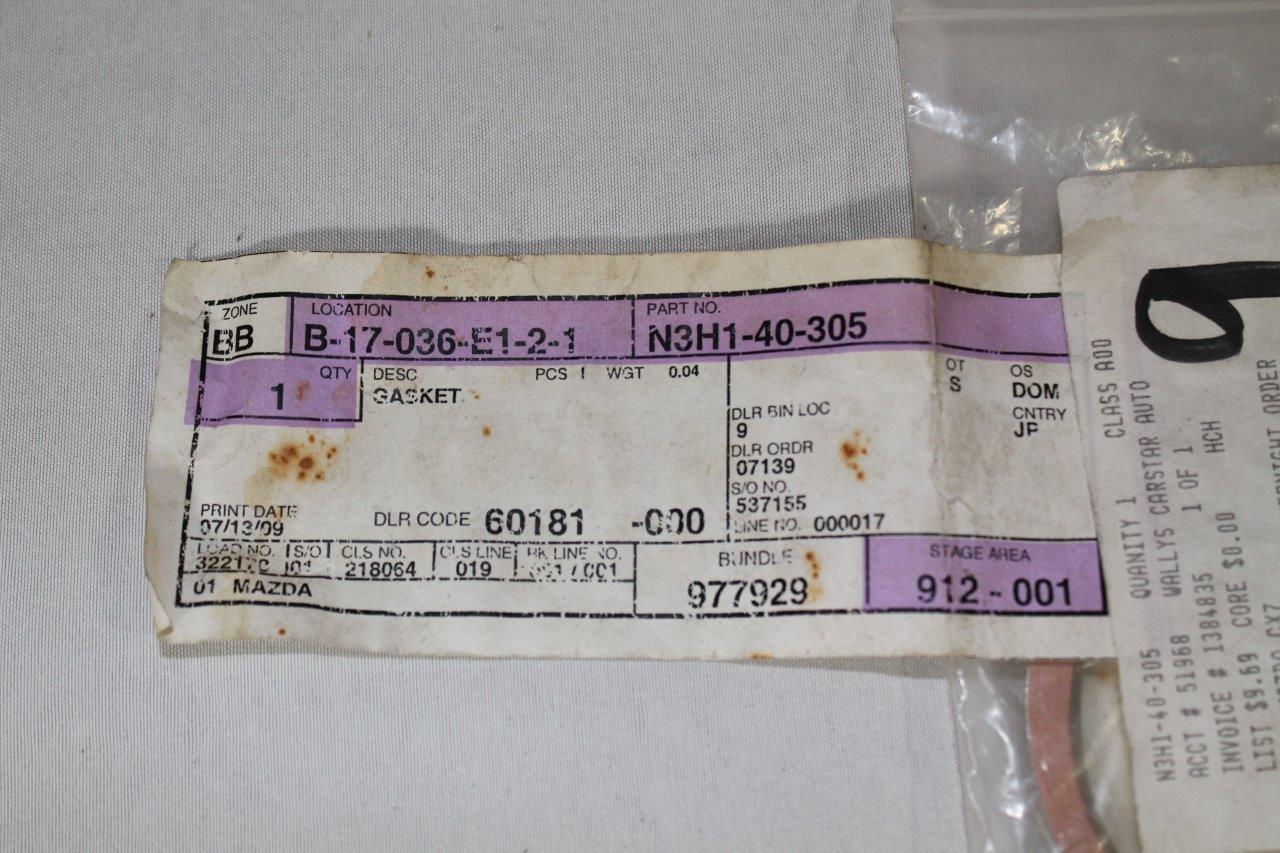 ZONE LOCATION PART NO.
BB B-17-036-E1-2-1 N3H1-40-305
QTY DESC PCS 1 WGT 0.04 OT OS
1 GASKET S DOM
CNTRY
JP
DLR BIN LOC
9
DLR ORDR
07139
S/O NO.
537155
LINE NO. 000017
PRINT DATE
07/13/09
DLR CODE 60181 -000
LOAD NO. S/O CLS NO. CLS LINE PK LINE NO. BUNDLE STAGE AREA
01 218064 019 977929 912-001
01 MAZDA
9
N3H1-40-305 QUANTITY 1 CLASS A00
ACCT # 51968 WALLYS CARSTAR AUTO
INVOICE # 1384835 1 OF 1 HCH
LIST $9.69 CORE $0.00
ORDER